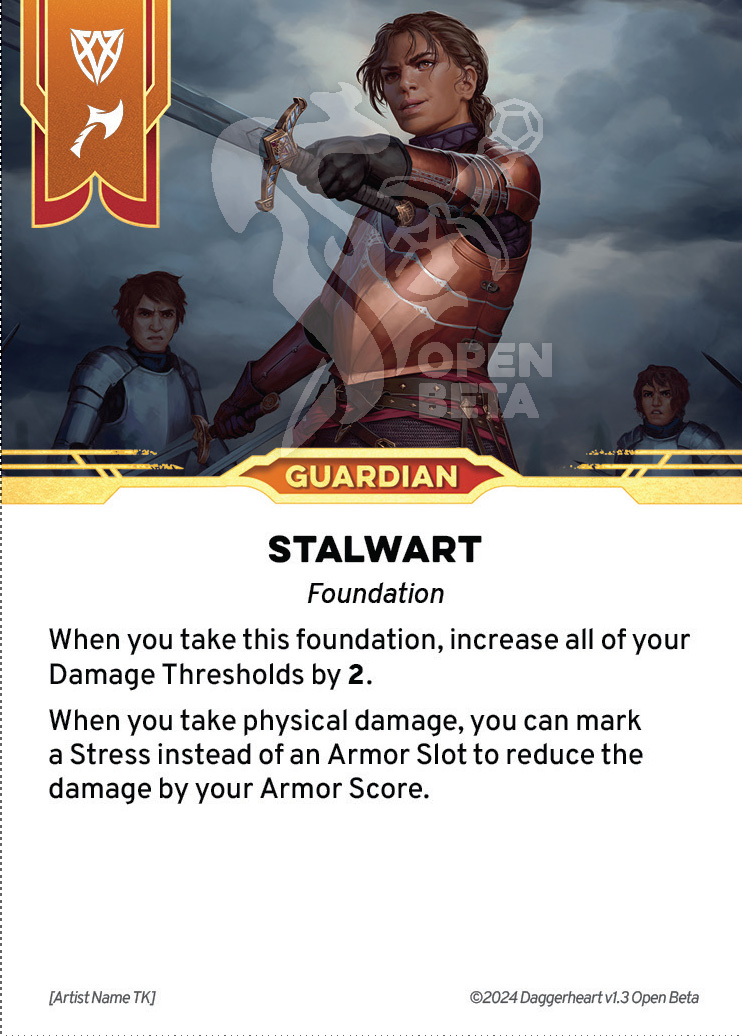 OPEN
BETA
GUARDIAN
STALWART
Foundation
When you take this foundation, increase all of your
Damage Thresholds by 2.
When you take physical damage, you can mark
a Stress instead of an Armor Slot to reduce the
damage by your Armor Score.
[Artist Name TK]
©2024 Daggerheart v1.3 Open Beta